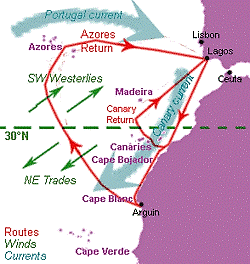 Portugal current
Azores
Azores
Return
Lisbon
Lagos
Ceuta
SW Westerlies
Madeira
Canary
Return
Canary current
30°N
Canaries
Cape Bojador
NE Trades
Cape Blanc
Arguin
Routes
Winds
Currents
Cape Verde